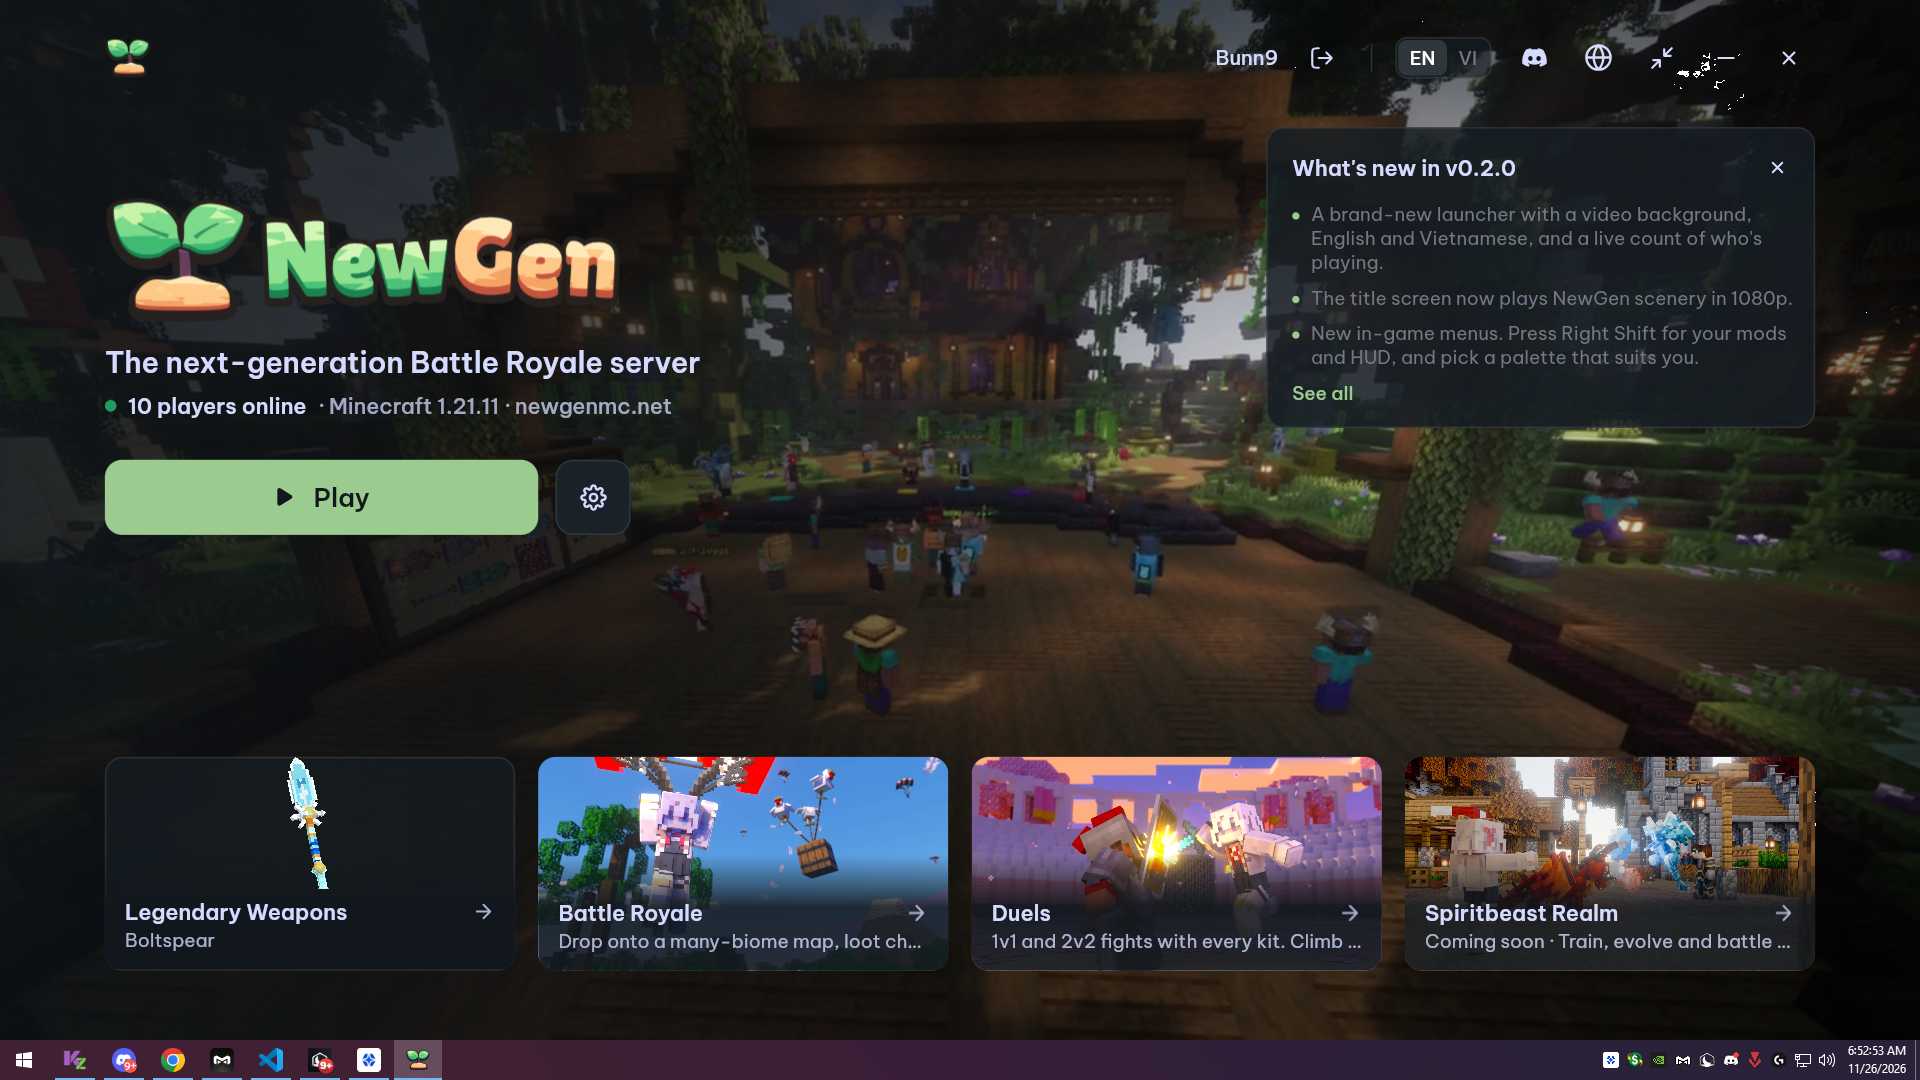 Bunn9
EN VI
What's new in v0.2.0
A brand-new launcher with a video background,
English and Vietnamese, and a live count of who's
playing.
The title screen now plays NewGen scenery in 1080p.
New in-game menus. Press Right Shift for your mods
and HUD, and pick a palette that suits you.
See all
NewGen
The next-generation Battle Royale server
10 players online · Minecraft 1.21.11 · newgenmc.net
Play
Legendary Weapons
Boltspear
Battle Royale
Drop onto a many-biome map, loot ch...
Duels
1v1 and 2v2 fights with every kit. Climb ...
Spiritbeast Realm
Coming soon · Train, evolve and battle ...
9+
9+
6:52:53 AM
11/26/2026